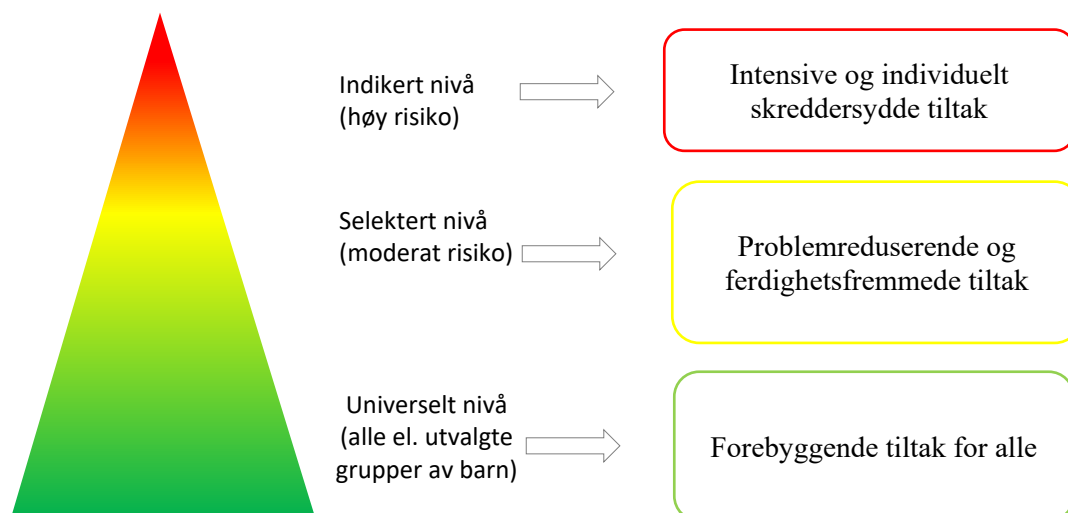 Indikert nivå
(høy risiko)
Intensive og individuelt
skreddersydde tiltak
Selektert nivå
(moderat risiko)
Problemreduserende og
ferdighetsfremmede tiltak
Universelt nivå
(alle el. utvalgte
grupper av barn)
Forebyggende tiltak for alle